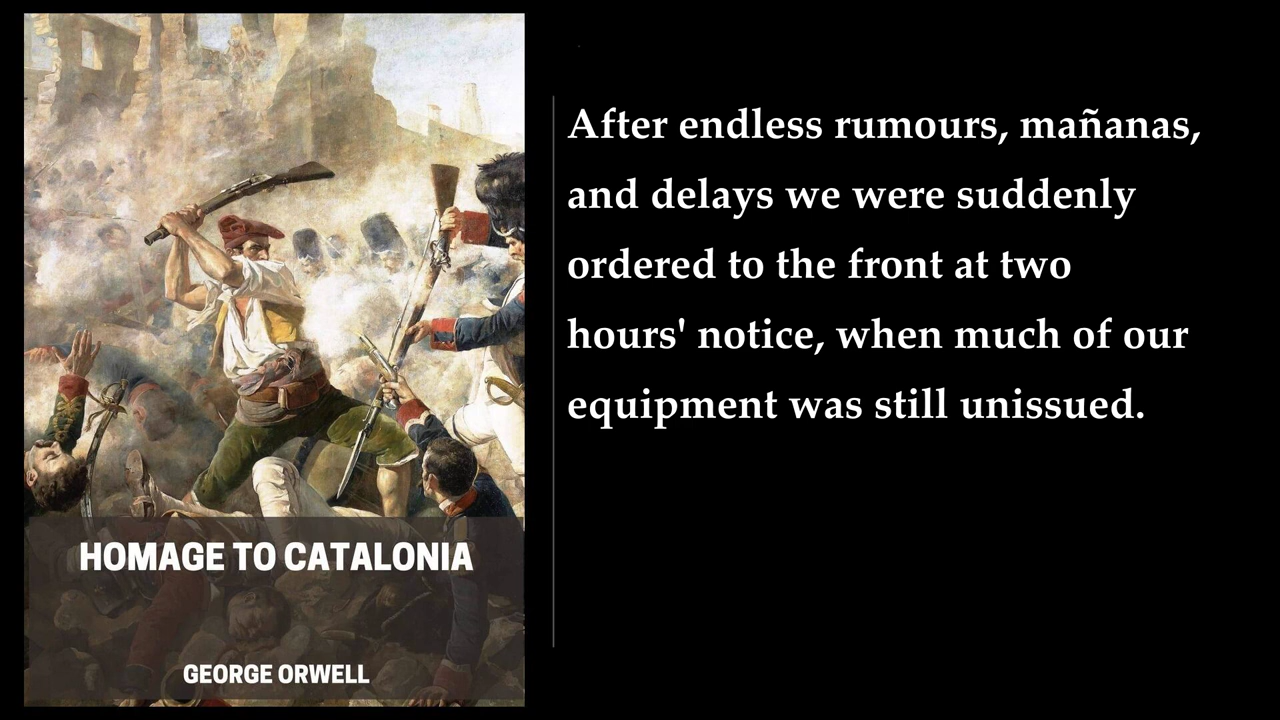 HOMAGE TO CATALONIA
GEORGE ORWELL
After endless rumours, mañanas,
and delays we were suddenly
ordered to the front at two
hours' notice, when much of our
equipment was still unissued.